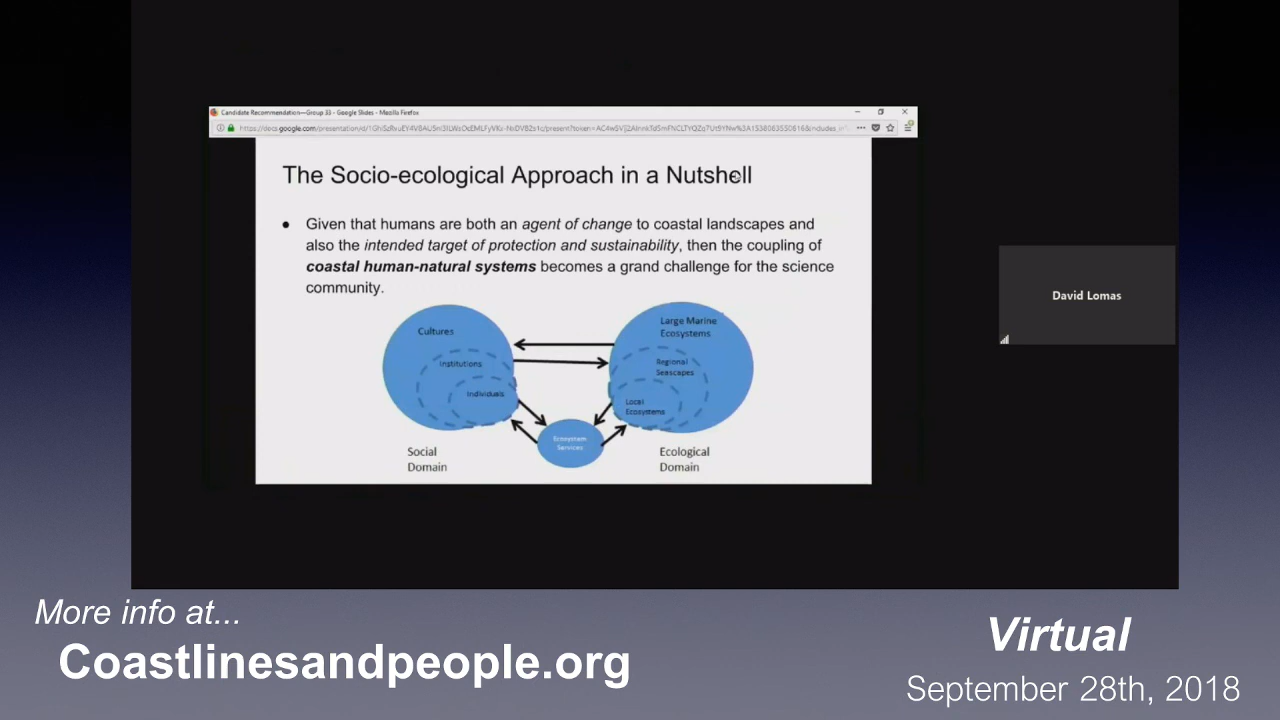 Candidate Recommendation—Group 33 - Google Slides - Mozilla Firefox
The Socio-ecological Approach in a Nutshell
● Given that humans are both an agent of change to coastal landscapes and
also the intended target of protection and sustainability, then the coupling of
coastal human-natural systems becomes a grand challenge for the science
community.
Cultures
Institutions
Individuals
Large Marine
Ecosystems
Regional
Seascapes
Local
Ecosystems
Ecosystem
Services
Social
Domain
Ecological
Domain
David Lomas
More info at...
Coastlinesandpeople.org
Virtual
September 28th, 2018